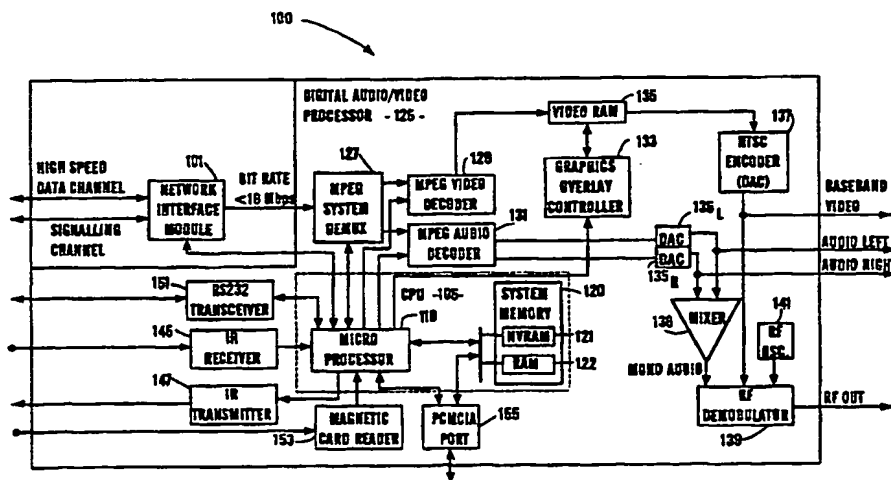 100
DIGITAL AUDIO/VIDEO
PROCESSOR -125-
HIGH SPEED
DATA CHANNEL
SIGNALLING
CHANNEL
101
NETWORK
INTERFACE
MODULE
BIT RATE
<16 Mbps
127
MPEG
SYSTEM
DEMUX
129
MPEG VIDEO
DECODER
131
MPEG AUDIO
DECODER
135
VIDEO RAM
133
GRAPHICS
OVERLAY
CONTROLLER
137
NTSC
ENCODER
(DAC)
BASEBAND
VIDEO
135 L
DAC
DAC
135 R
AUDIO LEFT
AUDIO RIGHT
151
RS232
TRANSCEIVER
145
IR
RECEIVER
147
IR
TRANSMITTER
CPU -105-
110
MICRO
PROCESSOR
120
SYSTEM
MEMORY
NVRAM
121
RAM
122
153
MAGNETIC
CARD READER
PCMCIA
PORT
155
MIXER
138
MONO AUDIO
141
RF
OSC.
RF
DEMODULATOR
139
RF OUT